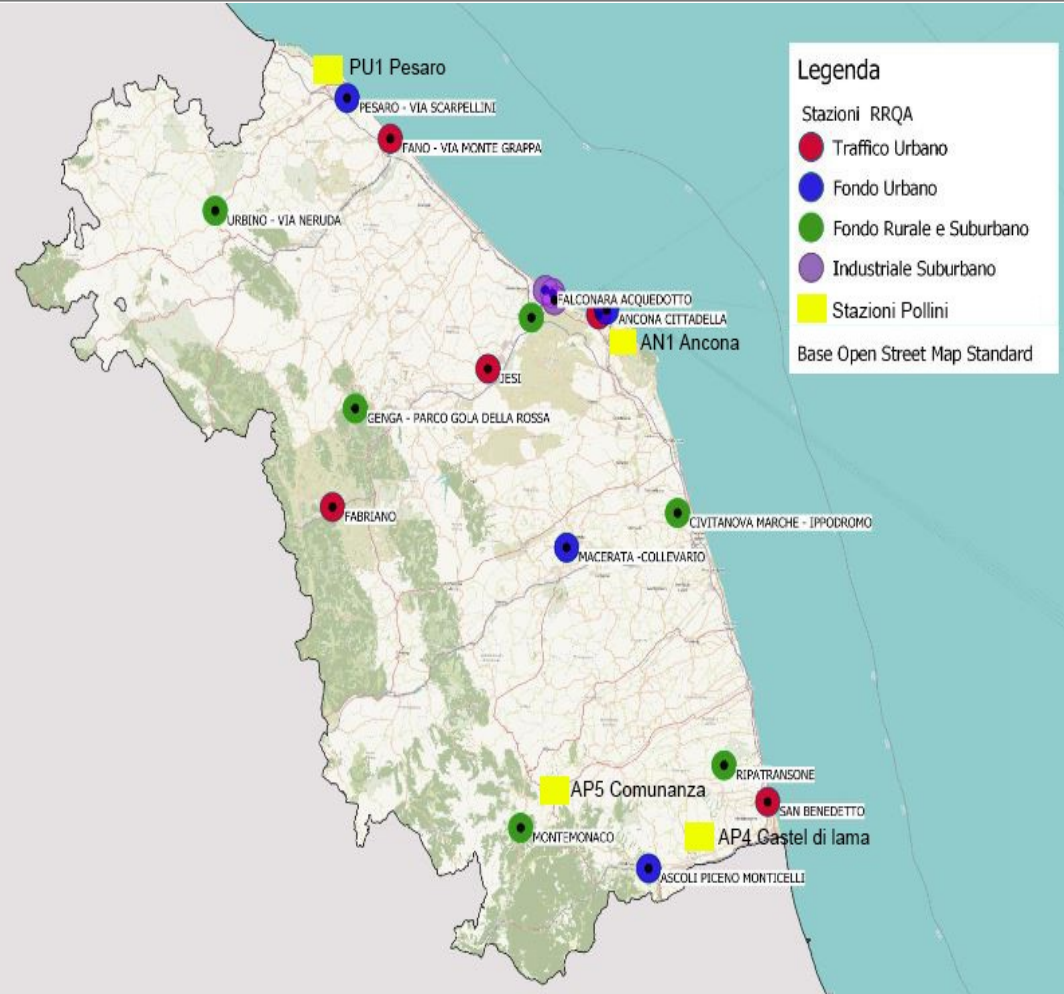 PU1 Pesaro
PESARO - VIA SCARPELLINI
FANO - VIA MONTE GRAPPA
URBINO - VIA NERUDA
FALCONARA ACQUEDOTTO
ANCONA CITTADELLA
AN1 Ancona
JESI
GENGA - PARCO GOLA DELLA ROSSA
FABRIANO
CIVITANOVA MARCHE - IPPODROMO
MACERATA -COLLEVARIO
RIPATRANSONE
AP5 Comunanza
SAN BENEDETTO
MONTEMONACO
AP4 Castel di lama
ASCOLI PICENO MONTICELLI
Legenda
Stazioni RRQA
Traffico Urbano
Fondo Urbano
Fondo Rurale e Suburbano
Industriale Suburbano
Stazioni Pollini
Base Open Street Map Standard